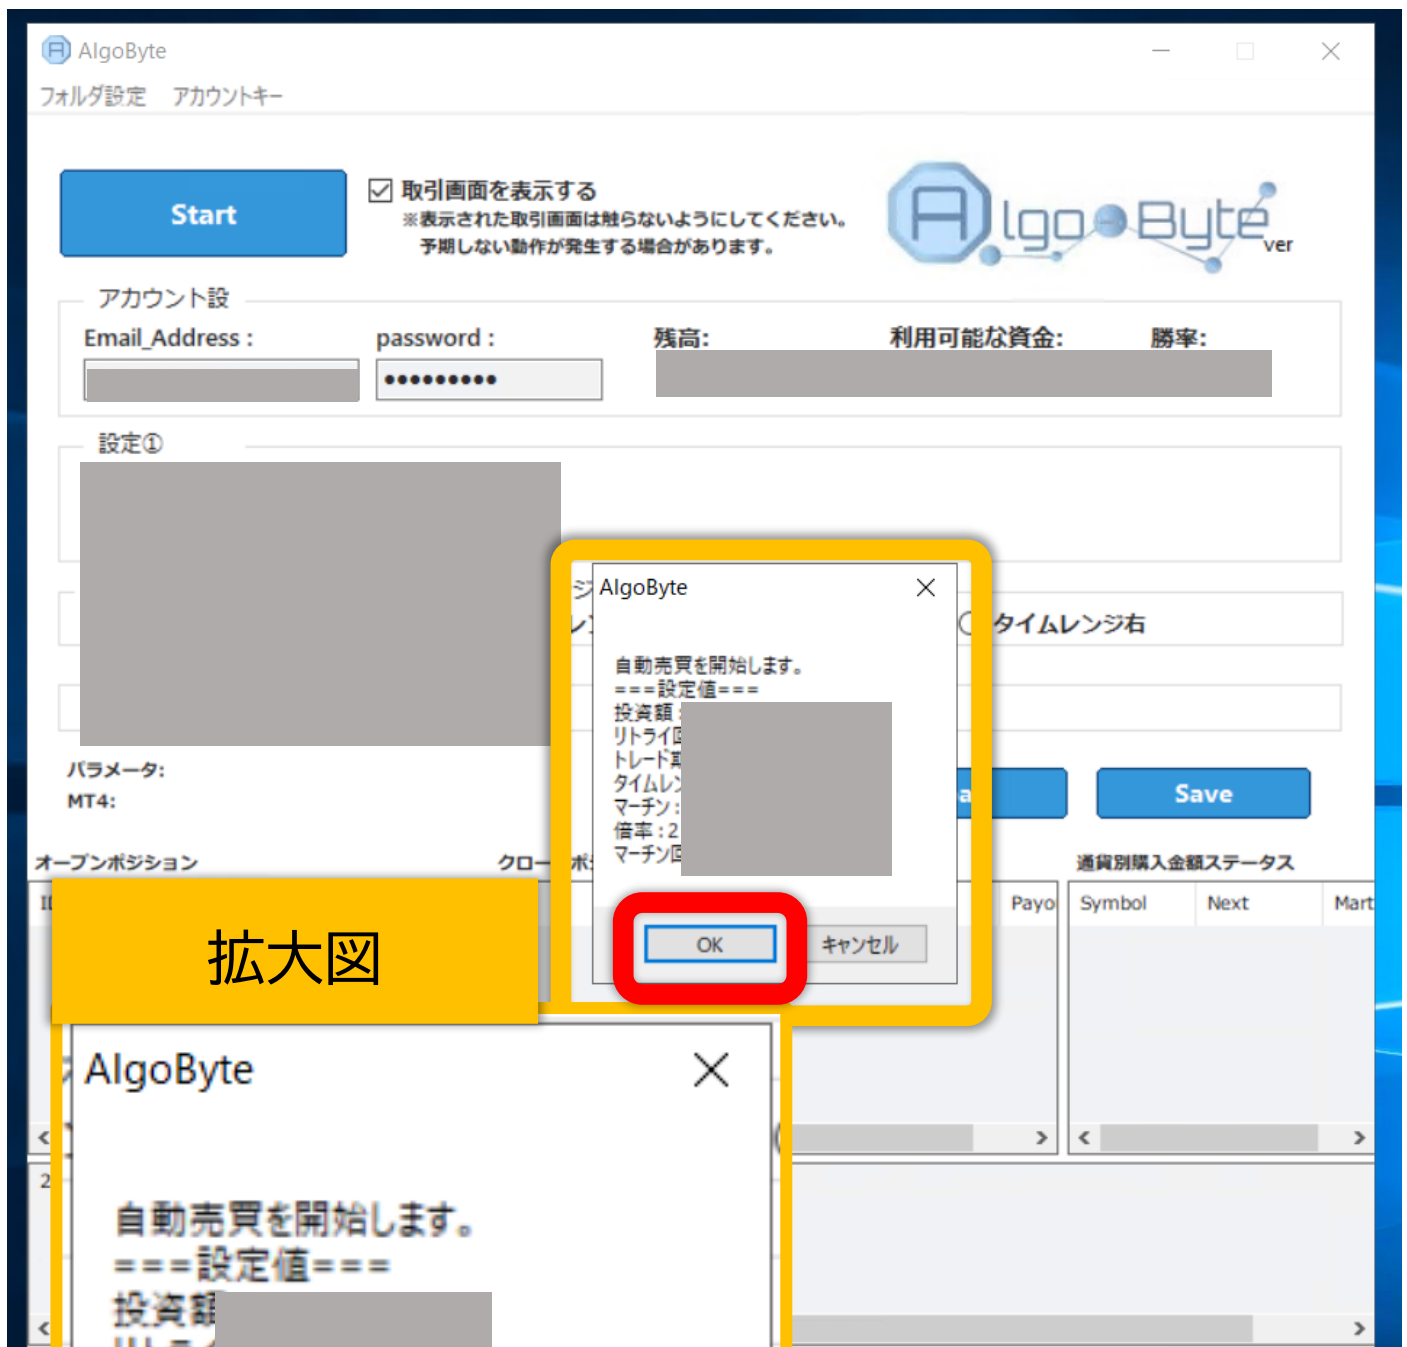 AlgoByte
フォルダ設定 アカウントキー
Start
取引画面を表示する
※表示された取引画面は触らないようにしてください。
予期しない動作が発生する場合があります。
AlgoByte
ver
アカウント設
Email_Address : password : 残高: 利用可能な資金: 勝率:
●●●●●●●●●
設定①
AlgoByte
タイムレンジ右
自動売買を開始します。
===設定値===
投資額 :
リトライ
トレード
タイムレン
マーチン :
倍率 : 2
マーチン
パラメータ:
MT4:
Save
オープンポジション クロー 通貨別購入金額ステータス
Payo Symbol Next Mart
OK キャンセル
拡大図
AlgoByte
2
自動売買を開始します。
===設定値===
投資額